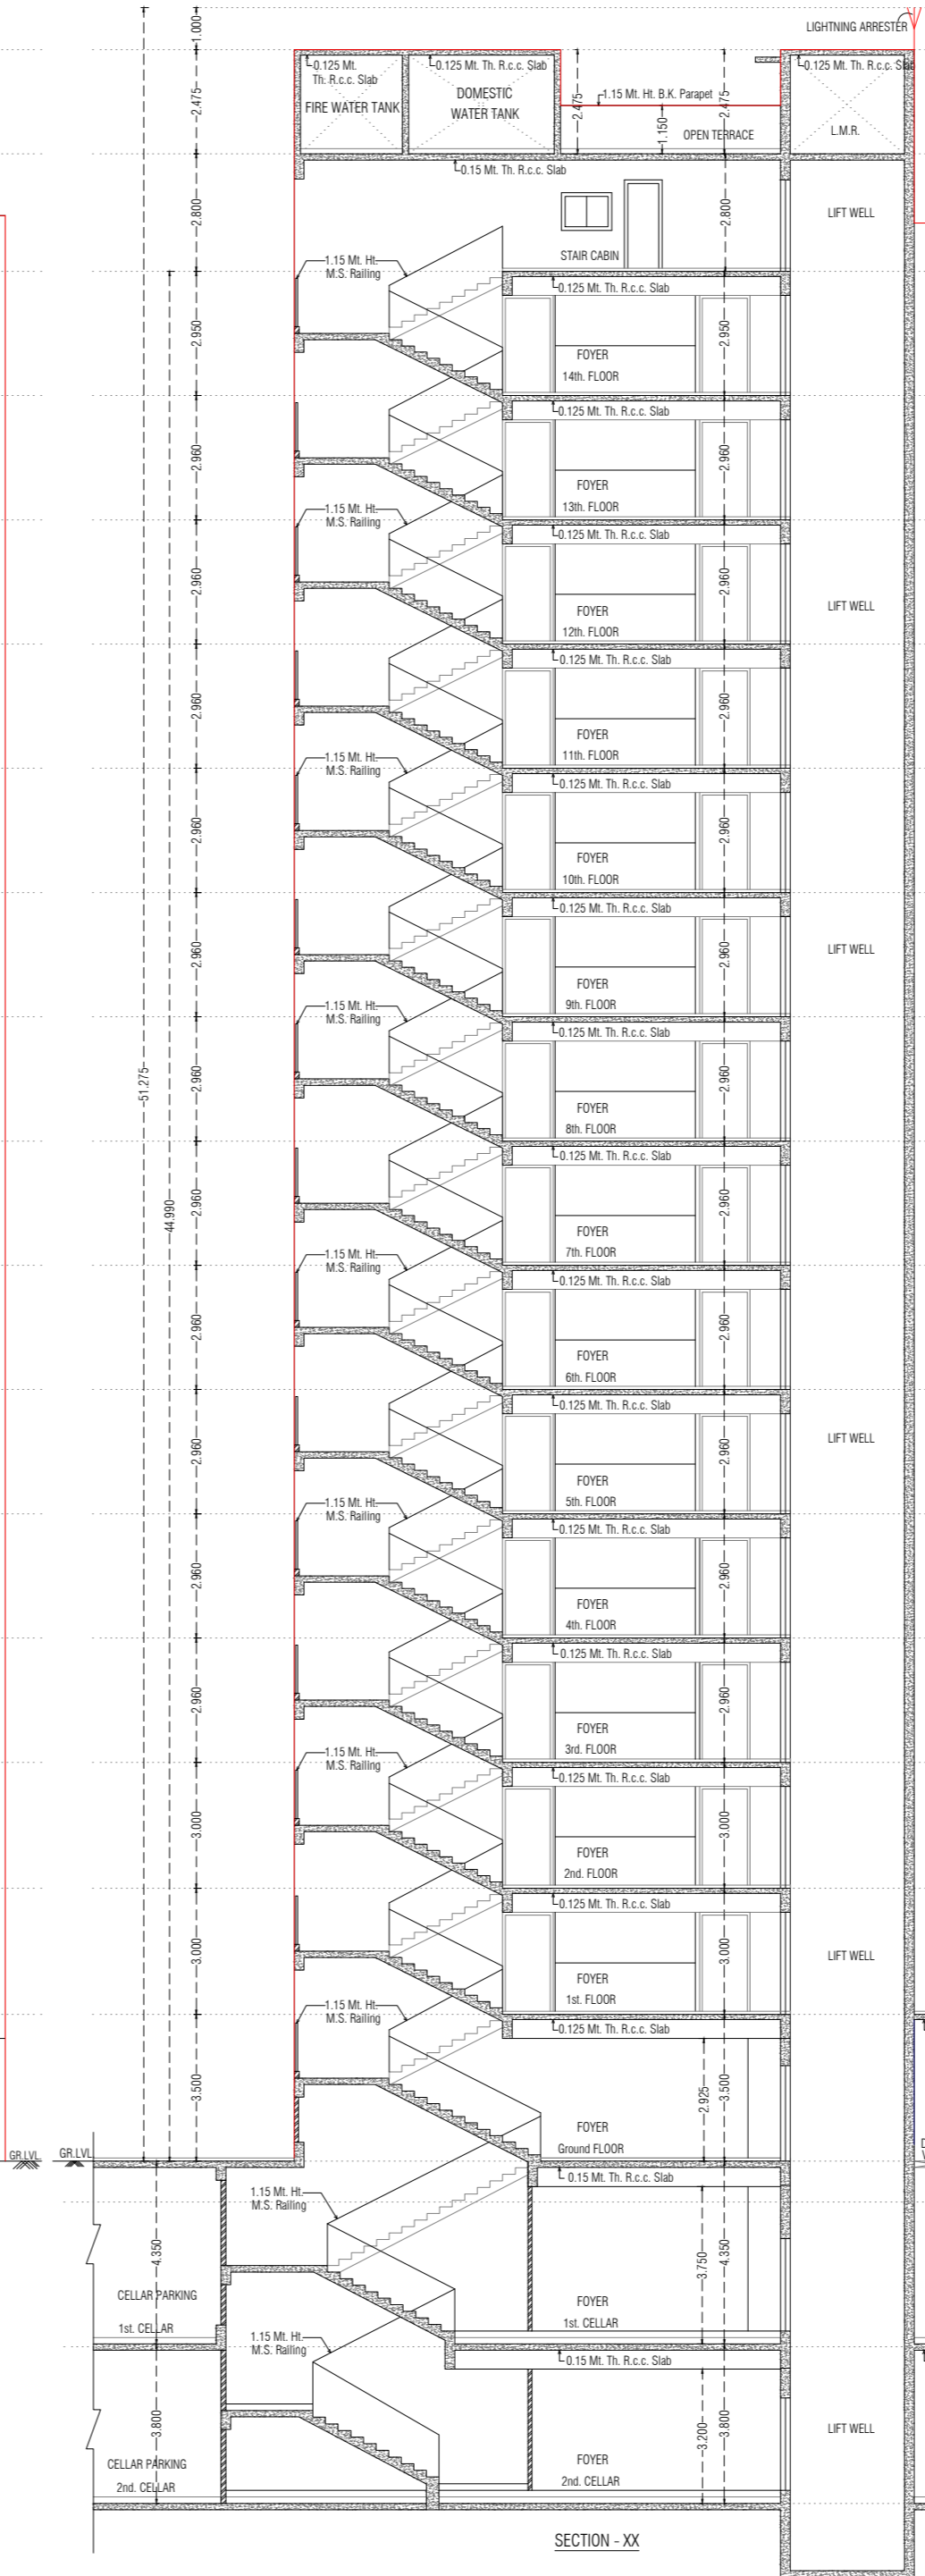 LIGHTNING ARRESTER
1.000
2.475
0.125 Mt.
Th. R.c.c. Slab
0.125 Mt. Th. R.c.c. Slab
0.125 Mt. Th. R.c.c. Slab
FIRE WATER TANK
DOMESTIC
WATER TANK
2.475
1.15 Mt. Ht. B.K. Parapet
1.150
2.475
OPEN TERRACE
L.M.R.
0.15 Mt. Th. R.c.c. Slab
2.800
2.800
LIFT WELL
STAIR CABIN
1.15 Mt. Ht.
M.S. Railing
0.125 Mt. Th. R.c.c. Slab
2.950
2.950
FOYER
14th. FLOOR
0.125 Mt. Th. R.c.c. Slab
2.960
2.960
FOYER
13th. FLOOR
1.15 Mt. Ht.
M.S. Railing
0.125 Mt. Th. R.c.c. Slab
2.960
2.960
FOYER
12th. FLOOR
LIFT WELL
0.125 Mt. Th. R.c.c. Slab
2.960
2.960
FOYER
11th. FLOOR
1.15 Mt. Ht.
M.S. Railing
0.125 Mt. Th. R.c.c. Slab
2.960
2.960
FOYER
10th. FLOOR
0.125 Mt. Th. R.c.c. Slab
2.960
2.960
LIFT WELL
FOYER
9th. FLOOR
1.15 Mt. Ht.
M.S. Railing
0.125 Mt. Th. R.c.c. Slab
51.275
2.960
2.960
FOYER
8th. FLOOR
0.125 Mt. Th. R.c.c. Slab
44.990
2.960
2.960
FOYER
7th. FLOOR
1.15 Mt. Ht.
M.S. Railing
0.125 Mt. Th. R.c.c. Slab
2.960
2.960
FOYER
6th. FLOOR
0.125 Mt. Th. R.c.c. Slab
2.960
2.960
LIFT WELL
FOYER
5th. FLOOR
1.15 Mt. Ht.
M.S. Railing
0.125 Mt. Th. R.c.c. Slab
2.960
2.960
FOYER
4th. FLOOR
0.125 Mt. Th. R.c.c. Slab
2.960
2.960
FOYER
3rd. FLOOR
1.15 Mt. Ht.
M.S. Railing
0.125 Mt. Th. R.c.c. Slab
3.000
3.000
FOYER
2nd. FLOOR
0.125 Mt. Th. R.c.c. Slab
3.000
3.000
LIFT WELL
FOYER
1st. FLOOR
1.15 Mt. Ht.
M.S. Railing
0.125 Mt. Th. R.c.c. Slab
3.500
2.925
3.500
FOYER
Ground FLOOR
GR.LVL
GR.LVL
0.15 Mt. Th. R.c.c. Slab
1.15 Mt. Ht.
M.S. Railing
4.350
3.750
4.350
CELLAR PARKING
1st. CELLAR
FOYER
1st. CELLAR
1.15 Mt. Ht.
M.S. Railing
0.15 Mt. Th. R.c.c. Slab
3.800
3.200
3.800
LIFT WELL
CELLAR PARKING
2nd. CELLAR
FOYER
2nd. CELLAR
SECTION - XX